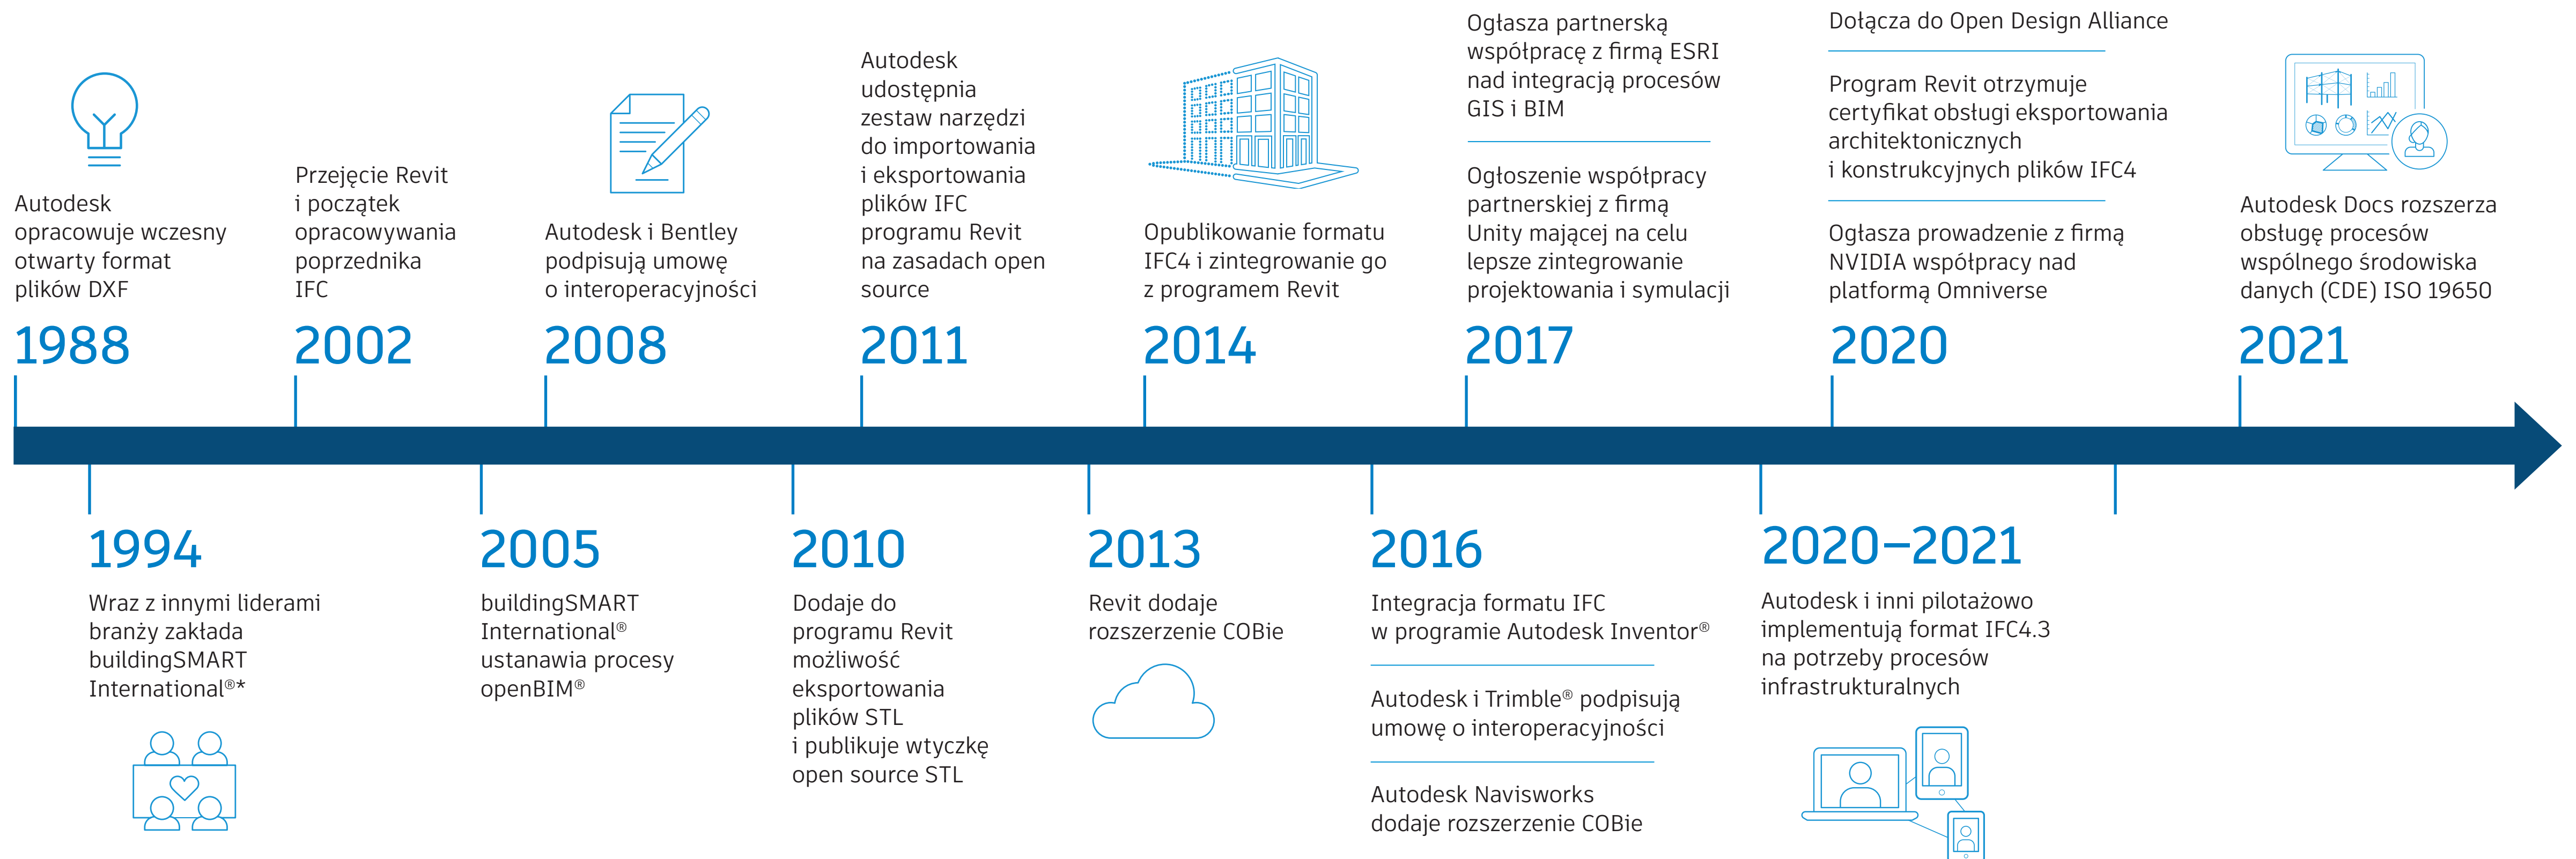 Autodesk
opracowuje wczesny
otwarty format
plików DXF
1988
Przejęcie Revit
i początek
opracowywania
poprzednika
IFC
2002
Autodesk i Bentley
podpisują umowę
o interoperacyjności
2008
Autodesk
udostępnia
zestaw narzędzi
do importowania
i eksportowania
plików IFC
programu Revit
na zasadach open
source
2011
Opublikowanie formatu
IFC4 i zintegrowanie go
z programem Revit
2014
Ogłasza partnerską
współpracę z firmą ESRI
nad integracją procesów
GIS i BIM
Ogłoszenie współpracy
partnerskiej z firmą
Unity mającej na celu
lepsze zintegrowanie
projektowania i symulacji
2017
Dołącza do Open Design Alliance
Program Revit otrzymuje
certyfikat obsługi eksportowania
architektonicznych
i konstrukcyjnych plików IFC4
Ogłasza prowadzenie z firmą
NVIDIA współpracy nad
platformą Omniverse
2020
Autodesk Docs rozszerza
obsługę procesów
wspólnego środowiska
danych (CDE) ISO 19650
2021
1994
Wraz z innymi liderami
branży zakłada
buildingSMART
International®*
2005
buildingSMART
International®
ustanawia procesy
openBIM®
2010
Dodaje do
programu Revit
możliwość
eksportowania
plików STL
i publikuje wtyczkę
open source STL
2013
Revit dodaje
rozszerzenie COBie
2016
Integracja formatu IFC
w programie Autodesk Inventor®
Autodesk i Trimble® podpisują
umowę o interoperacyjności
Autodesk Navisworks
dodaje rozszerzenie COBie
2020–2021
Autodesk i inni pilotażowo
implementują format IFC4.3
na potrzeby procesów
infrastrukturalnych